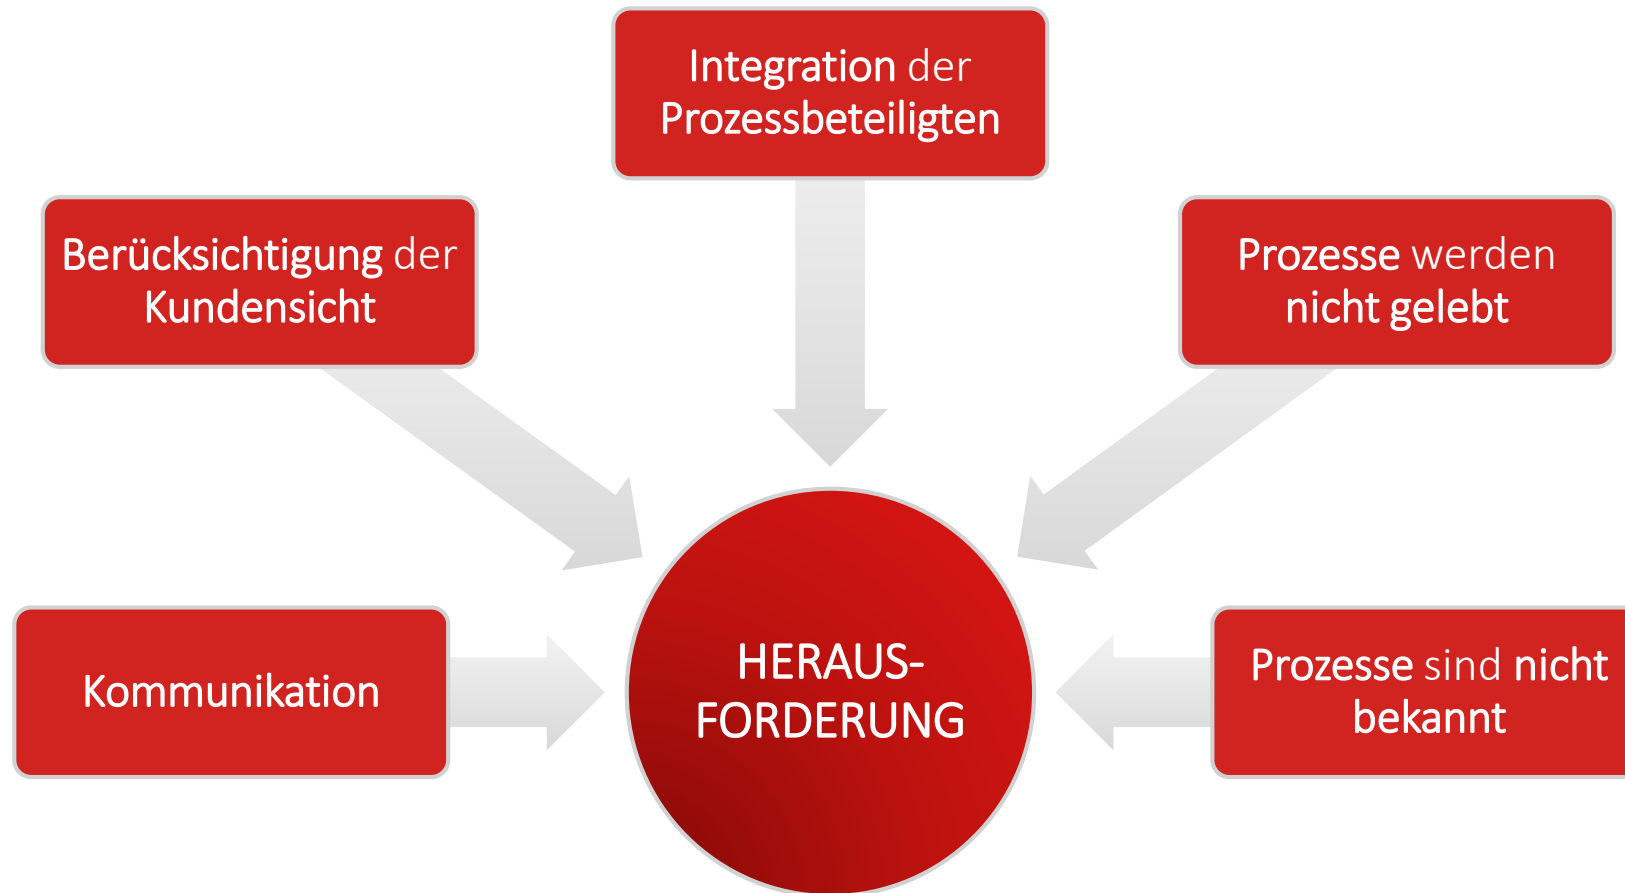 Integration der
Prozessbeteiligten
Berücksichtigung der
Kundensicht
Prozesse werden
nicht gelebt
Kommunikation
HERAUS-
FORDERUNG
Prozesse sind nicht
bekannt